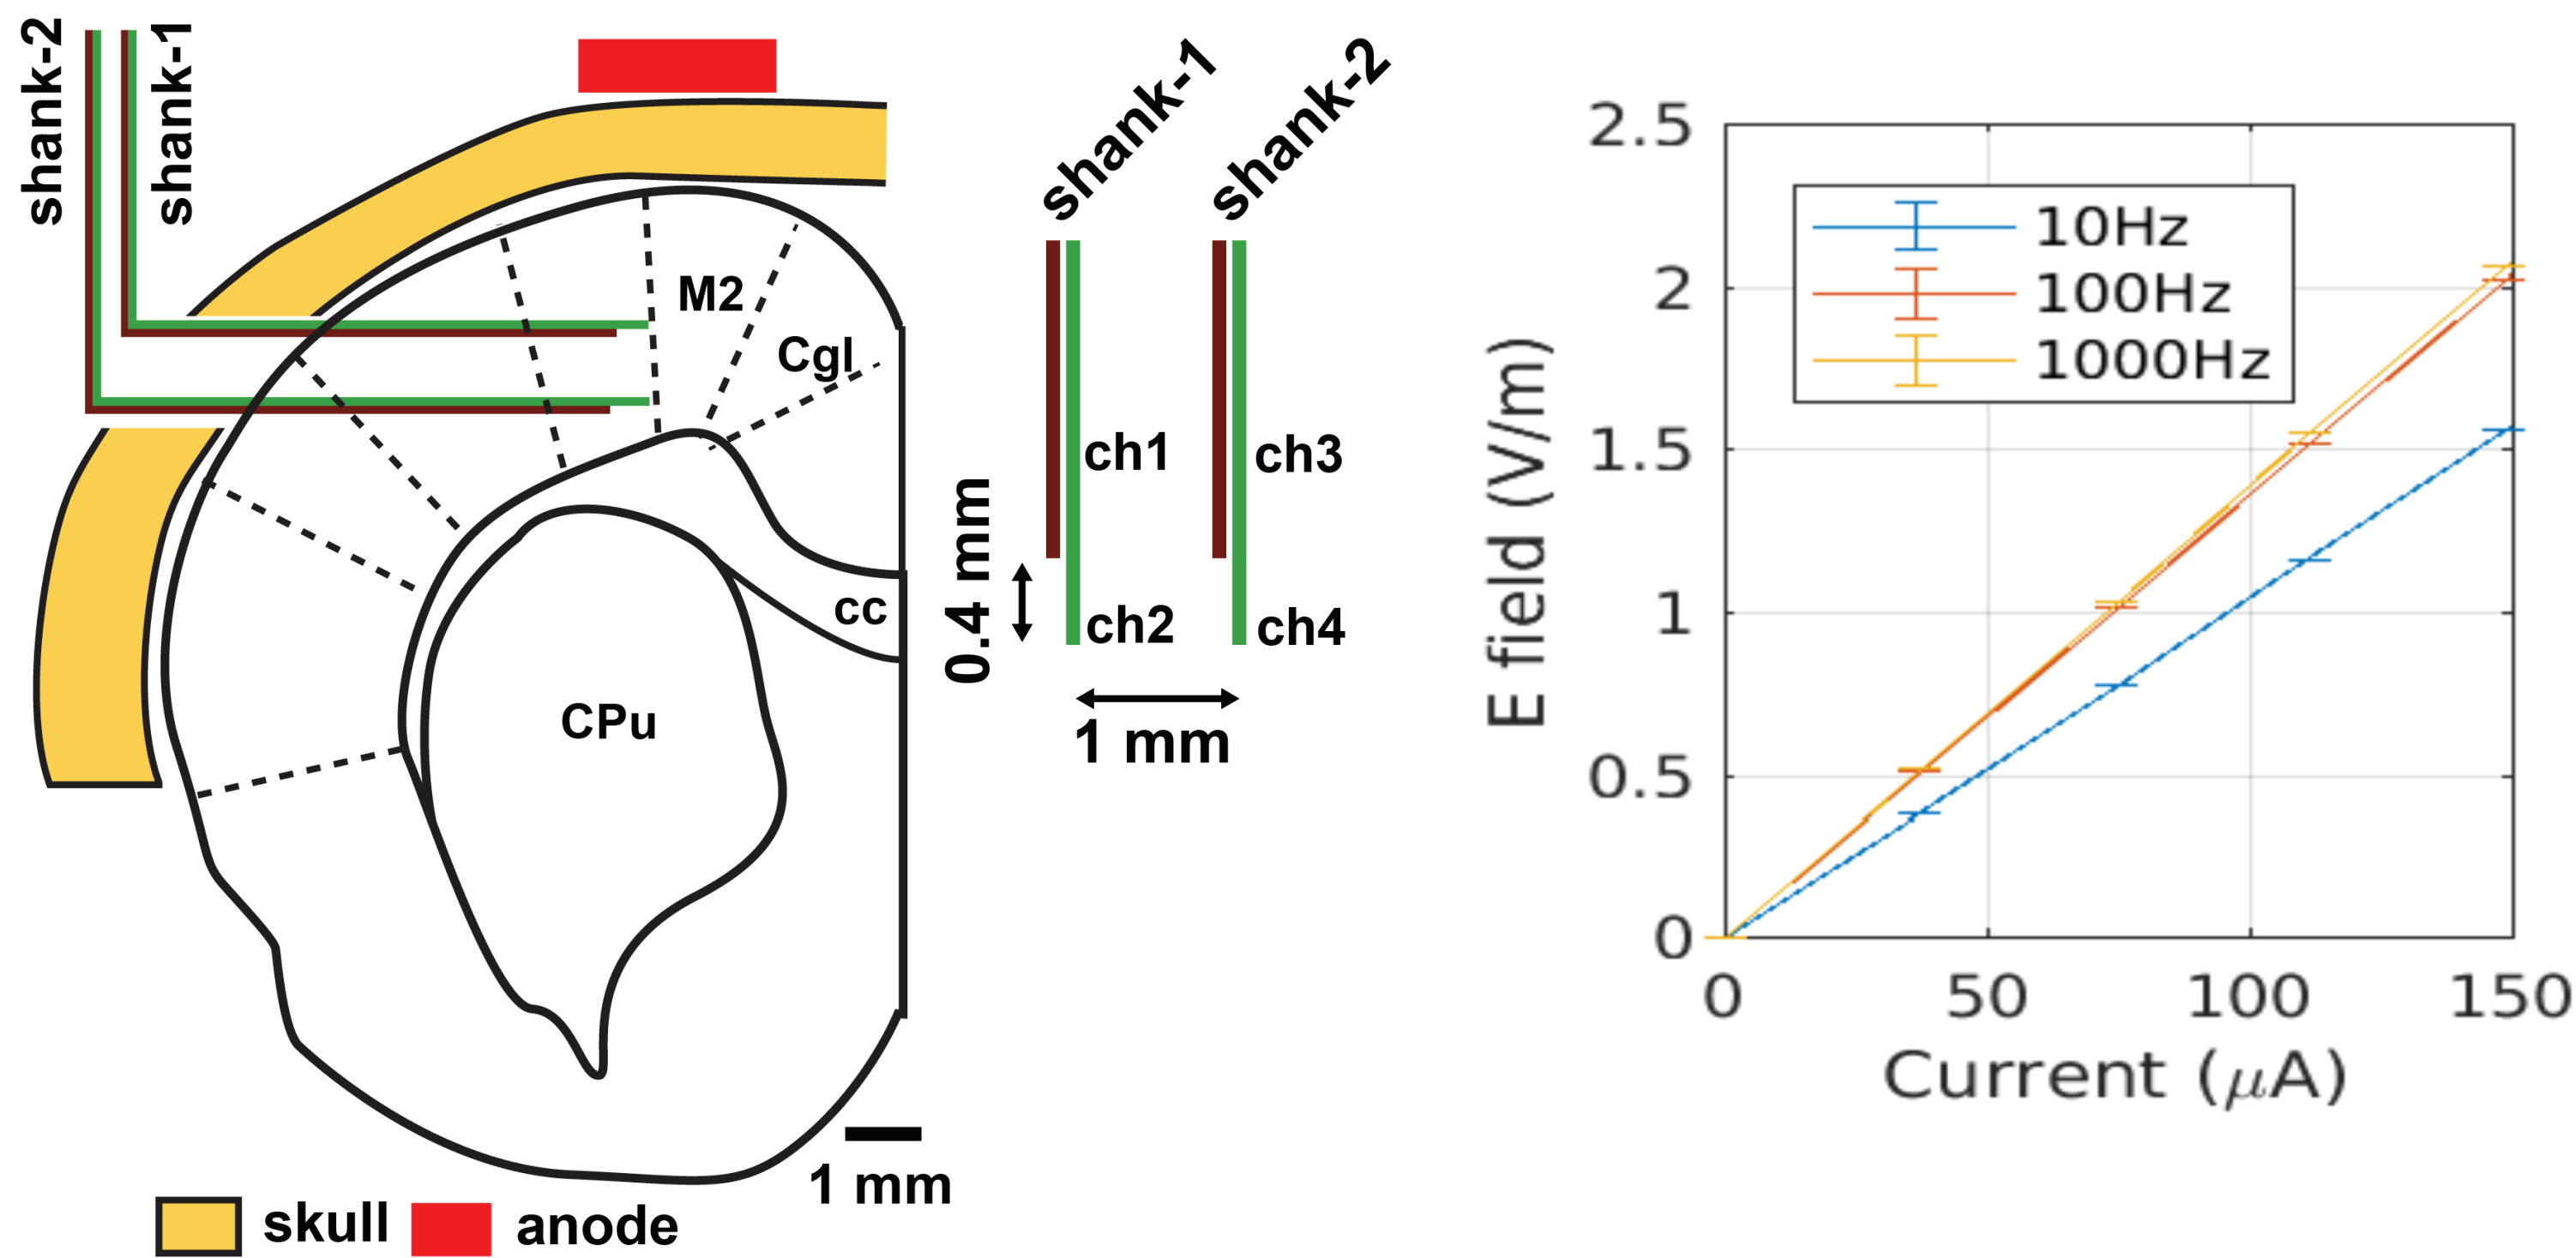 shank-2
shank-1
M2
Cgl
cc
CPu
1 mm
skull
anode
shank-1
shank-2
ch1
ch3
ch2
ch4
0.4 mm
1 mm
2.5
2
1.5
1
0.5
0
E field (V/m)
10Hz
100Hz
1000Hz
0
50
100
150
Current (μA)